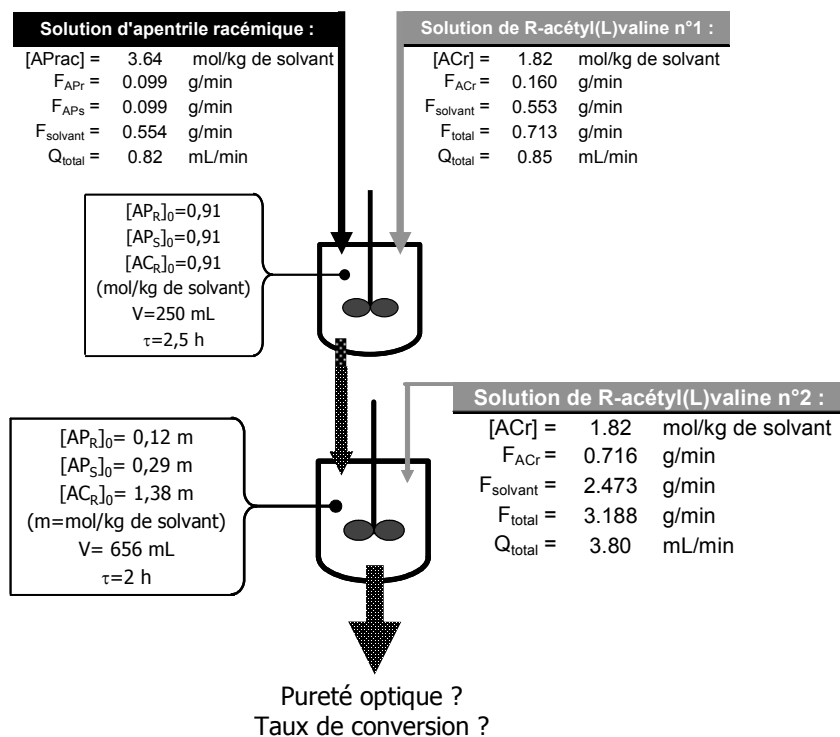 Solution d'apentrile racémique :
[APrac] = 3.64 mol/kg de solvant
FAPr = 0.099 g/min
FAPs = 0.099 g/min
Fsolvant = 0.554 g/min
Qtotal = 0.82 mL/min
Solution de R-acétyl(L)valine n°1 :
[ACr] = 1.82 mol/kg de solvant
FACr = 0.160 g/min
Fsolvant = 0.553 g/min
Ftotal = 0.713 g/min
Qtotal = 0.85 mL/min
[APR]0=0,91
[APS]0=0,91
[ACR]0=0,91
(mol/kg de solvant)
V=250 mL
τ=2,5 h
Solution de R-acétyl(L)valine n°2 :
[ACr] = 1.82 mol/kg de solvant
FACr = 0.716 g/min
Fsolvant = 2.473 g/min
Ftotal = 3.188 g/min
Qtotal = 3.80 mL/min
[APR]0= 0,12 m
[APS]0= 0,29 m
[ACR]0= 1,38 m
(m=mol/kg de solvant)
V= 656 mL
τ=2 h
Pureté optique ?
Taux de conversion ?